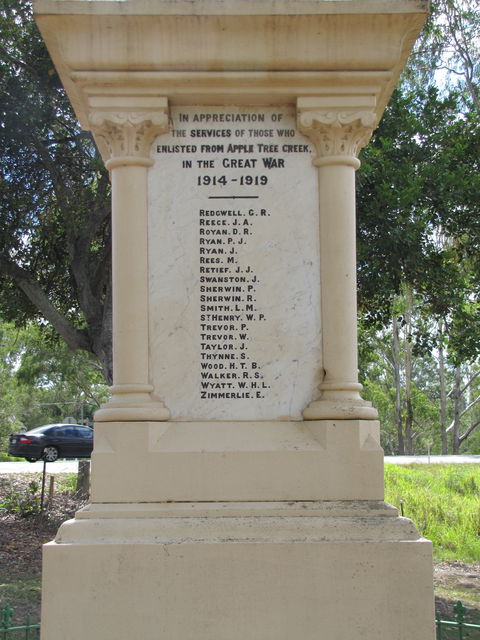 IN APPRECIATION OF
THE SERVICES OF THOSE WHO
ENLISTED FROM APPLE TREE CREEK,
IN THE GREAT WAR
1914-1919
REDGWELL. G. R.
REECE. J. A.
ROYAN. D. R.
RYAN. P. J.
RYAN. J.
REES. M.
RETIEF. J. J.
SWANSTON. J.
SHERWIN. P.
SHERWIN. R.
SMITH. L. M.
ST HENRY. W. P.
TREVOR. P.
TREVOR. W.
TAYLOR. J.
THYNNE. S.
WOOD. H. T. B.
WALKER. R. S.
WYATT. W. H. L.
ZIMMERLIE. E.